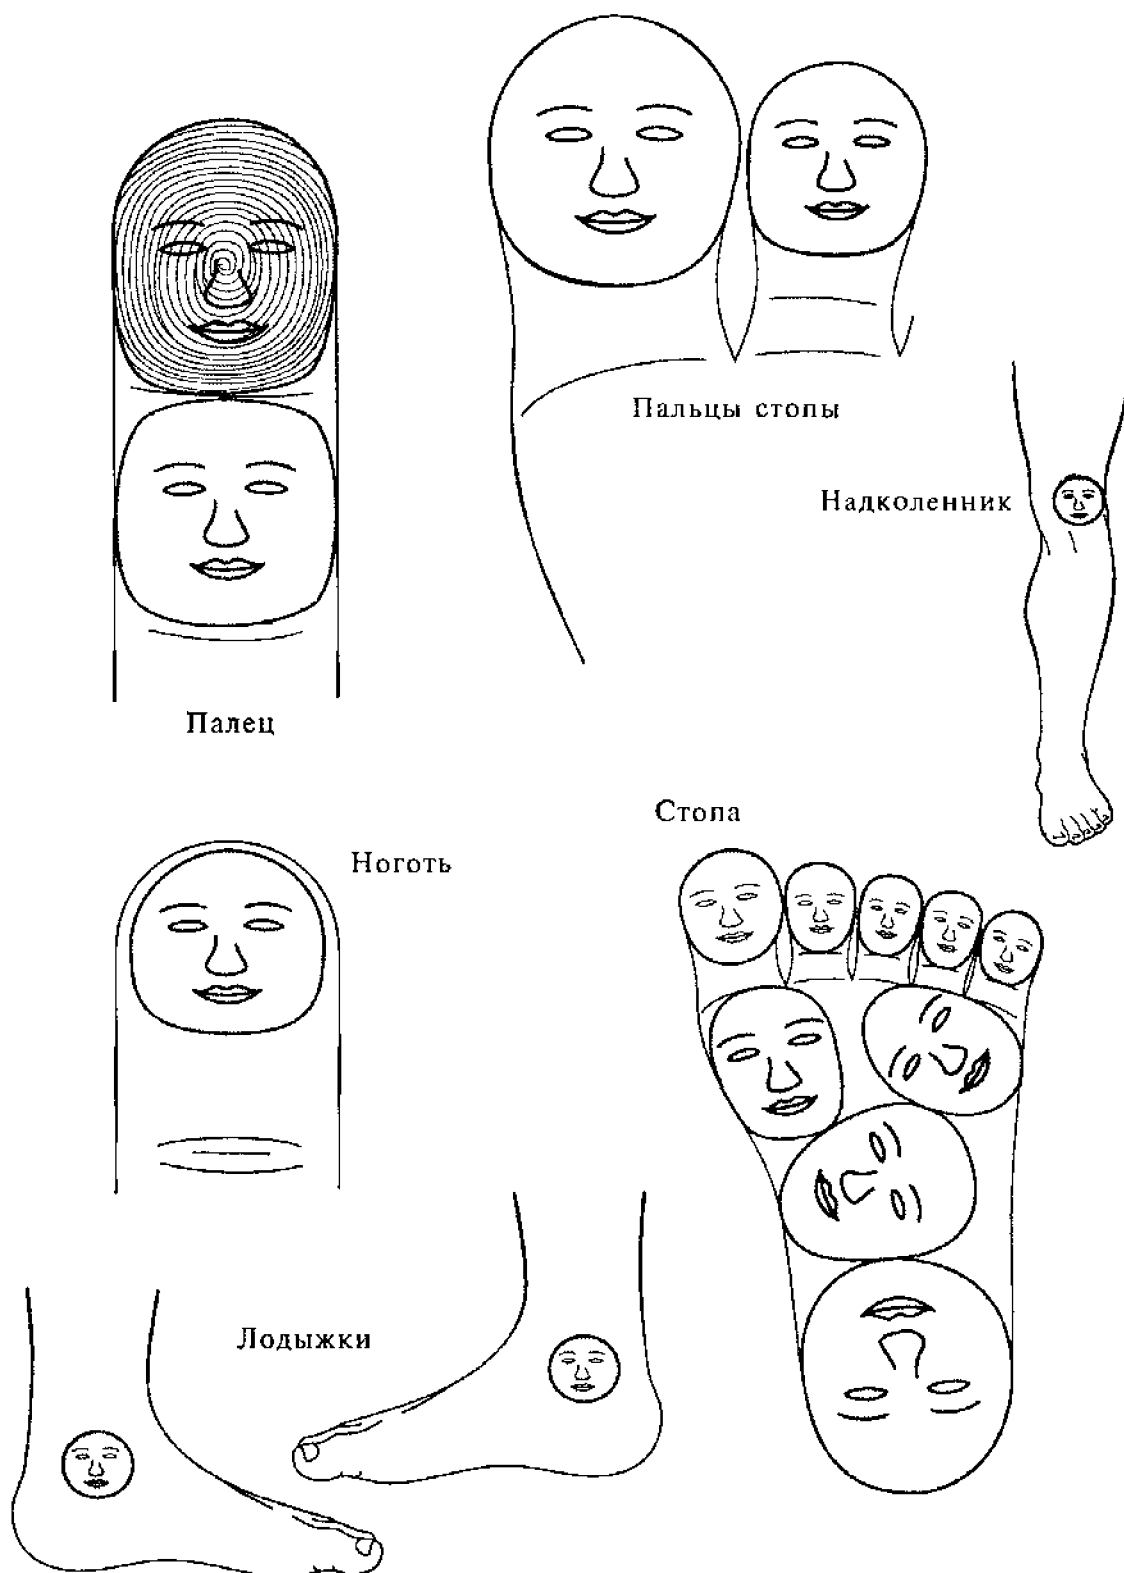 Пальцы стопы
Надколенник
Палец
Стопа
Ноготь
Лодыжки